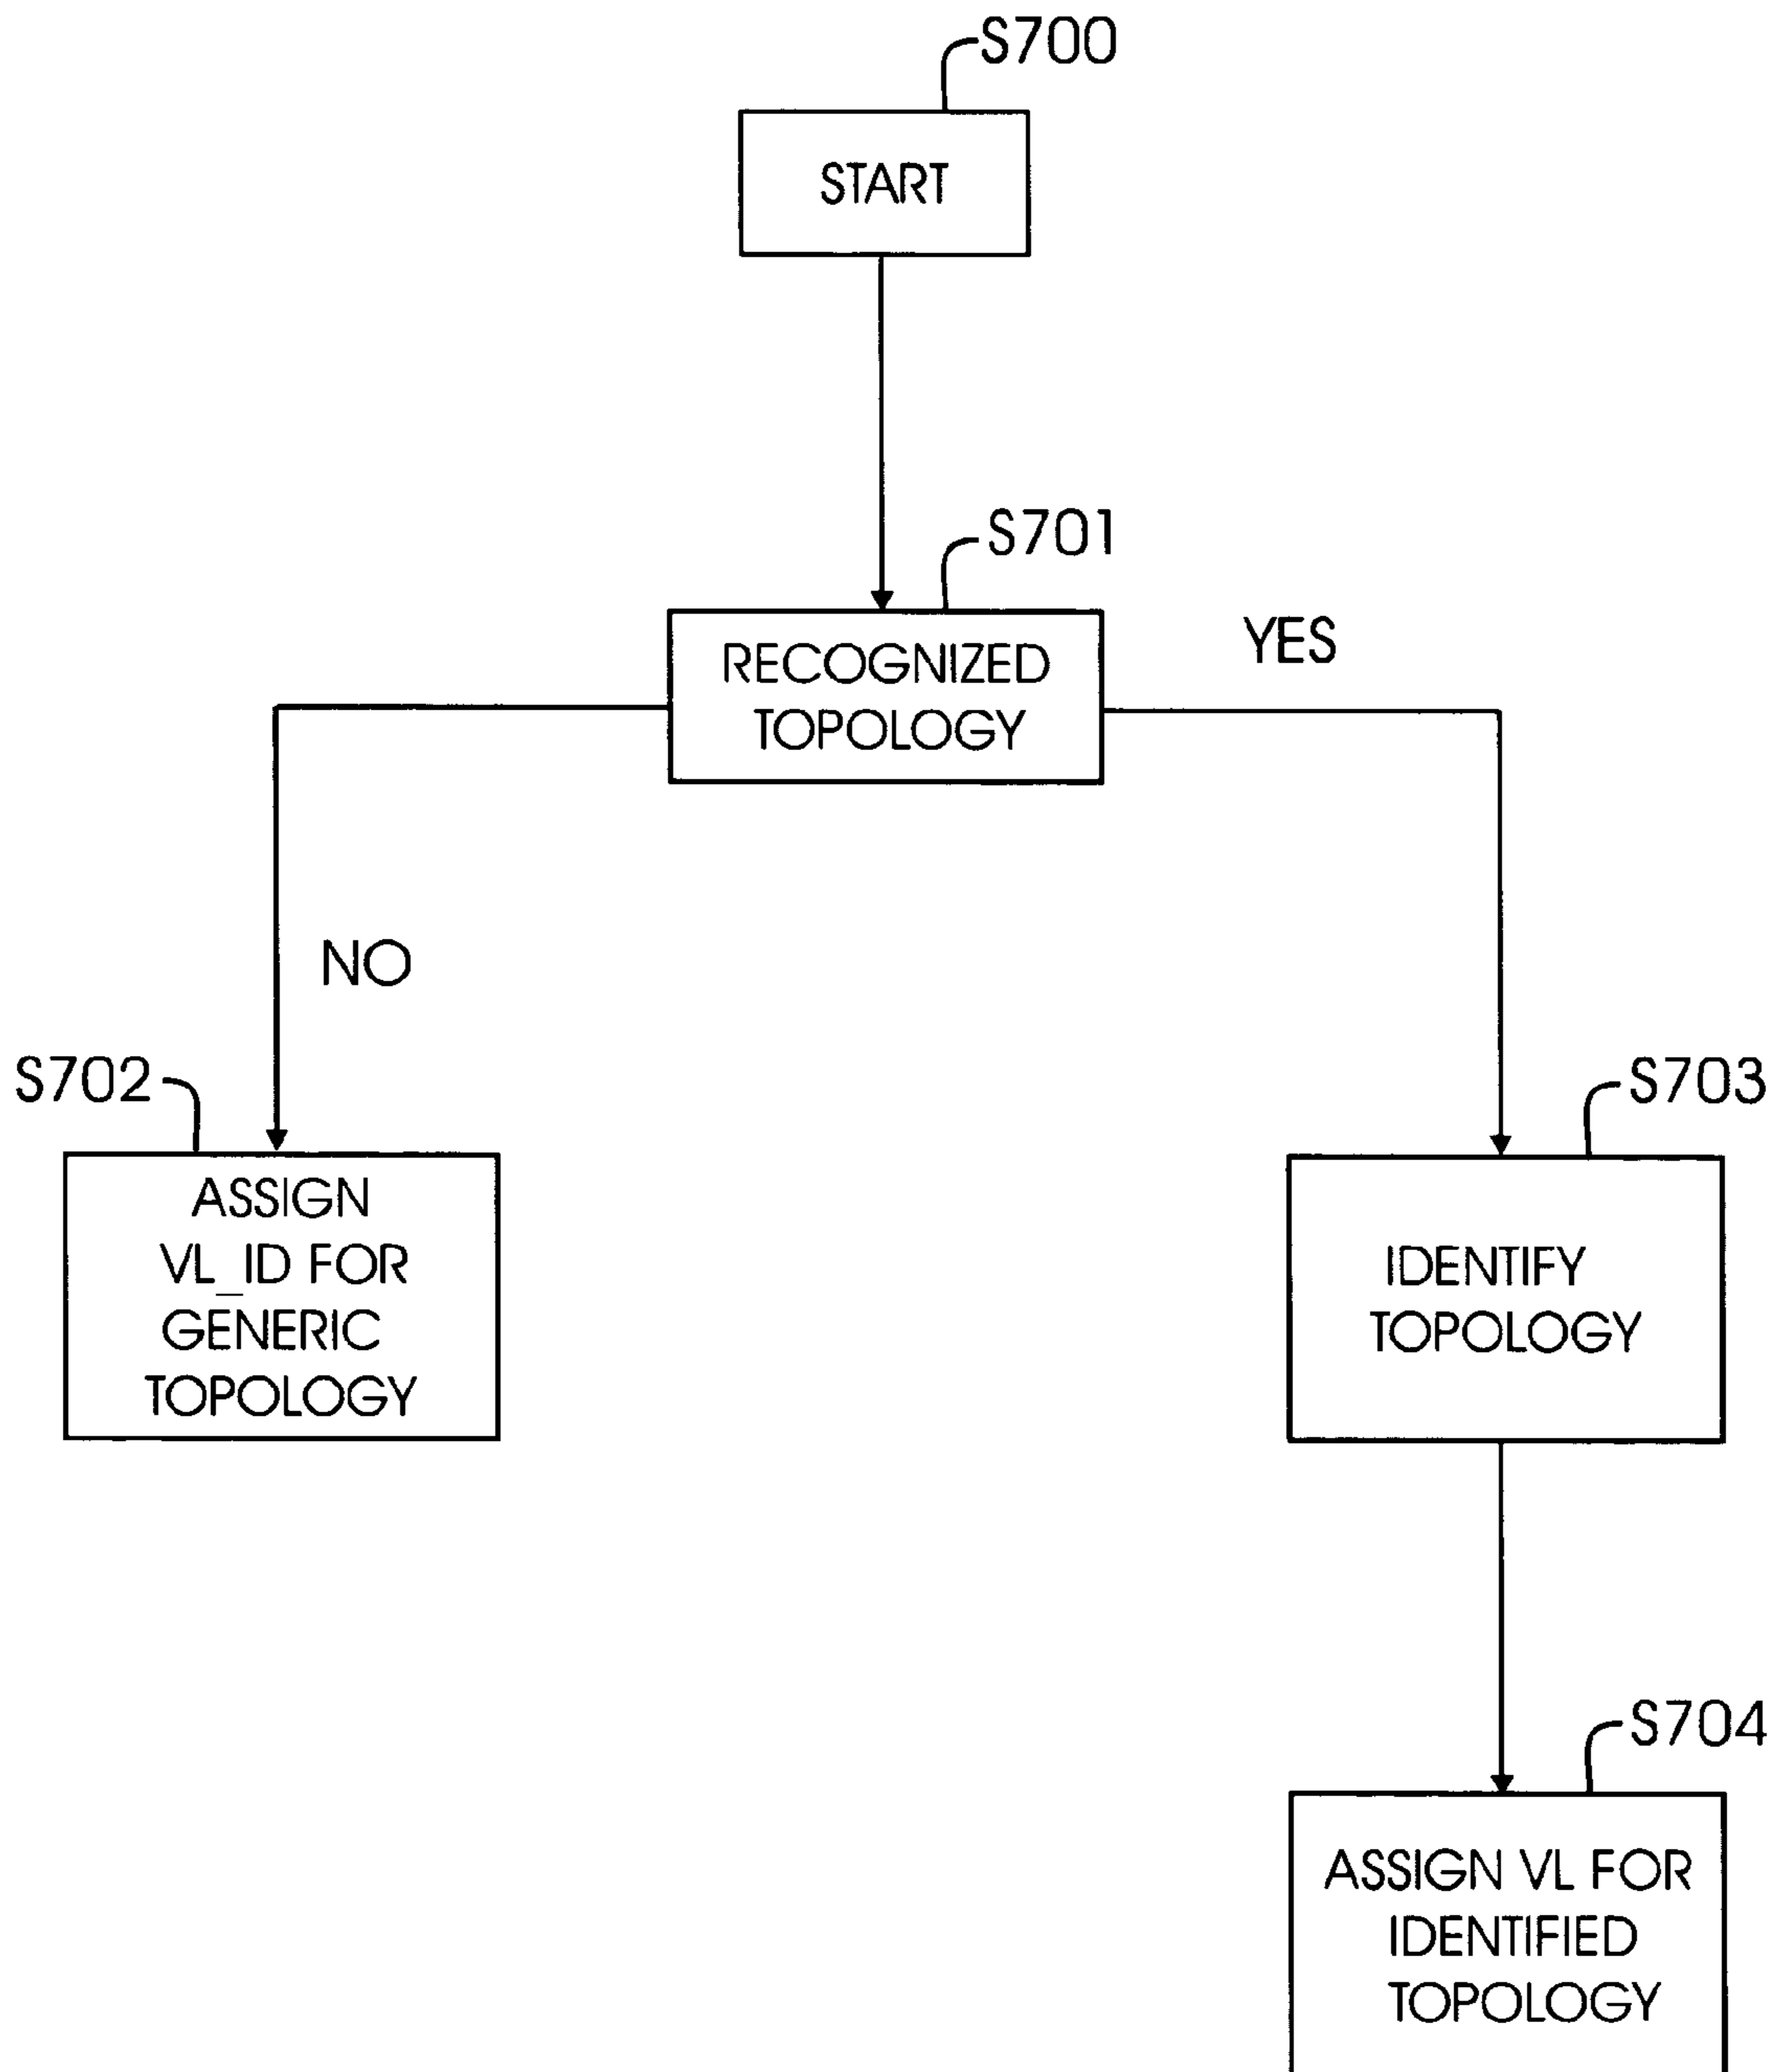 S700
START
S701
RECOGNIZED
TOPOLOGY
YES
NO
S702
ASSIGN
VL_ID FOR
GENERIC
TOPOLOGY
S703
IDENTIFY
TOPOLOGY
S704
ASSIGN VL FOR
IDENTIFIED
TOPOLOGY